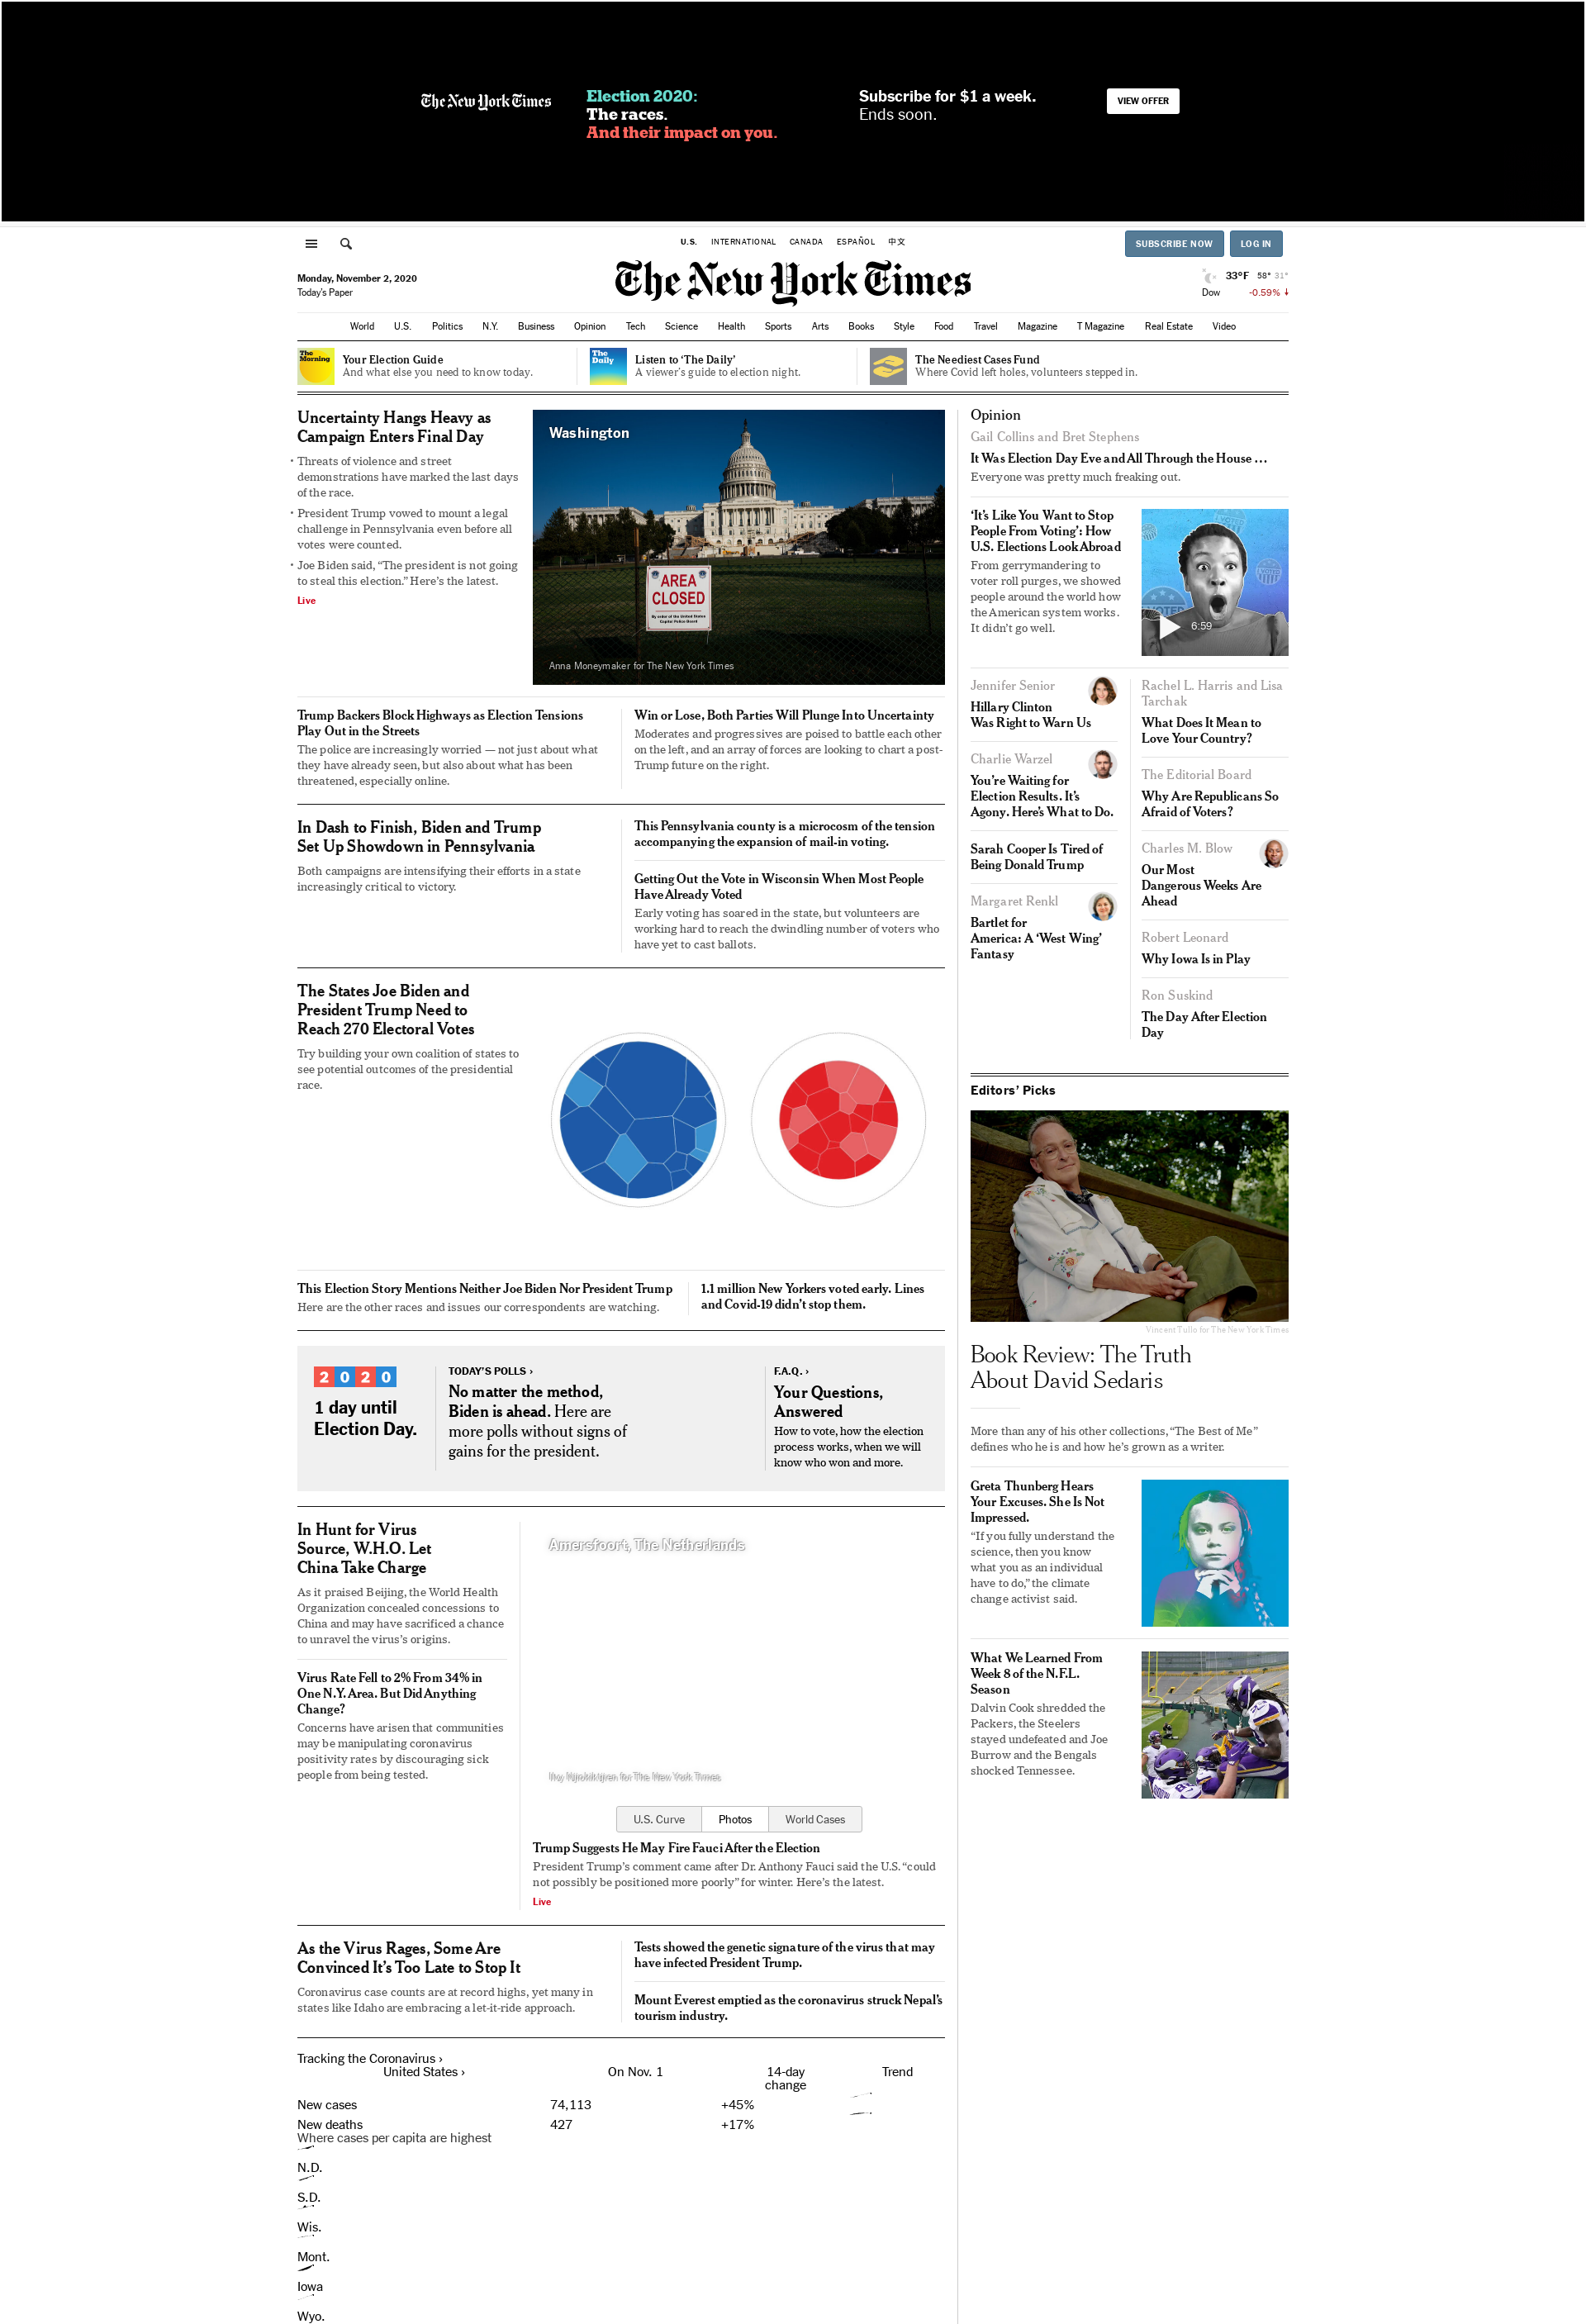 The New York Times
Election 2020:
The races.
And their impact on you.
Subscribe for $1 a week.
Ends soon.
VIEW OFFER
U.S. INTERNATIONAL CANADA ESPAÑOL 中文
SUBSCRIBE NOW
LOG IN
Monday, November 2, 2020
Today's Paper
The New York Times
33°F 58° 31°
Dow -0.59%
World U.S. Politics N.Y. Business Opinion Tech Science Health Sports Arts Books Style Food Travel Magazine T Magazine Real Estate Video
The
Morning
Your Election Guide
And what else you need to know today.
The
Daily
Listen to ‘The Daily’
A viewer's guide to election night.
The Neediest Cases Fund
Where Covid left holes, volunteers stepped in.
Uncertainty Hangs Heavy as
Campaign Enters Final Day
• Threats of violence and street
demonstrations have marked the last days
of the race.
• President Trump vowed to mount a legal
challenge in Pennsylvania even before all
votes were counted.
• Joe Biden said, “The president is not going
to steal this election.” Here’s the latest.
Live
Washington
AREA
CLOSED
Anna Moneymaker for The New York Times
Trump Backers Block Highways as Election Tensions
Play Out in the Streets
The police are increasingly worried — not just about what
they have already seen, but also about what has been
threatened, especially online.
Win or Lose, Both Parties Will Plunge Into Uncertainty
Moderates and progressives are poised to battle each other
on the left, and an array of forces are looking to chart a post-
Trump future on the right.
In Dash to Finish, Biden and Trump
Set Up Showdown in Pennsylvania
Both campaigns are intensifying their efforts in a state
increasingly critical to victory.
This Pennsylvania county is a microcosm of the tension
accompanying the expansion of mail-in voting.
Getting Out the Vote in Wisconsin When Most People
Have Already Voted
Early voting has soared in the state, but volunteers are
working hard to reach the dwindling number of voters who
have yet to cast ballots.
The States Joe Biden and
President Trump Need to
Reach 270 Electoral Votes
Try building your own coalition of states to
see potential outcomes of the presidential
race.
This Election Story Mentions Neither Joe Biden Nor President Trump
Here are the other races and issues our correspondents are watching.
1.1 million New Yorkers voted early. Lines
and Covid-19 didn’t stop them.
2020
1 day until
Election Day.
TODAY’S POLLS ›
No matter the method,
Biden is ahead. Here are
more polls without signs of
gains for the president.
F.A.Q. ›
Your Questions,
Answered
How to vote, how the election
process works, when we will
know who won and more.
In Hunt for Virus
Source, W.H.O. Let
China Take Charge
As it praised Beijing, the World Health
Organization concealed concessions to
China and may have sacrificed a chance
to unravel the virus’s origins.
Virus Rate Fell to 2% From 34% in
One N.Y. Area. But Did Anything
Change?
Concerns have arisen that communities
may be manipulating coronavirus
positivity rates by discouraging sick
people from being tested.
Amersfoort, The Netherlands
for The New York Times
U.S. Curve Photos World Cases
Trump Suggests He May Fire Fauci After the Election
President Trump’s comment came after Dr. Anthony Fauci said the U.S. “could
not possibly be positioned more poorly” for winter. Here’s the latest.
Live
As the Virus Rages, Some Are
Convinced It’s Too Late to Stop It
Coronavirus case counts are at record highs, yet many in
states like Idaho are embracing a let-it-ride approach.
Tests showed the genetic signature of the virus that may
have infected President Trump.
Mount Everest emptied as the coronavirus struck Nepal’s
tourism industry.
Tracking the Coronavirus ›
United States › On Nov. 1 14-day
change Trend
New cases 74,113 +45%
New deaths 427 +17%
Where cases per capita are highest
N.D.
S.D.
Wis.
Mont.
Iowa
Wyo.
Opinion
Gail Collins and Bret Stephens
It Was Election Day Eve and All Through the House …
Everyone was pretty much freaking out.
‘It’s Like You Want to Stop
People From Voting’: How
U.S. Elections Look Abroad
From gerrymandering to
voter roll purges, we showed
people around the world how
the American system works.
It didn’t go well.
VOTED
6:59
Jennifer Senior
Hillary Clinton
Was Right to Warn Us
Charlie Warzel
You’re Waiting for
Election Results. It’s
Agony. Here’s What to Do.
Sarah Cooper Is Tired of
Being Donald Trump
Margaret Renkl
Bartlet for
America: A ‘West Wing’
Fantasy
Rachel L. Harris and Lisa
Tarchak
What Does It Mean to
Love Your Country?
The Editorial Board
Why Are Republicans So
Afraid of Voters?
Charles M. Blow
Our Most
Dangerous Weeks Are
Ahead
Robert Leonard
Why Iowa Is in Play
Ron Suskind
The Day After Election
Day
Editors’ Picks
Vincent Tullo for The New York Times
Book Review: The Truth
About David Sedaris
More than any of his other collections, “The Best of Me”
defines who he is and how he’s grown as a writer.
Greta Thunberg Hears
Your Excuses. She Is Not
Impressed.
“If you fully understand the
science, then you know
what you as an individual
have to do,” the climate
change activist said.
What We Learned From
Week 8 of the N.F.L.
Season
Dalvin Cook shredded the
Packers, the Steelers
stayed undefeated and Joe
Burrow and the Bengals
shocked Tennessee.